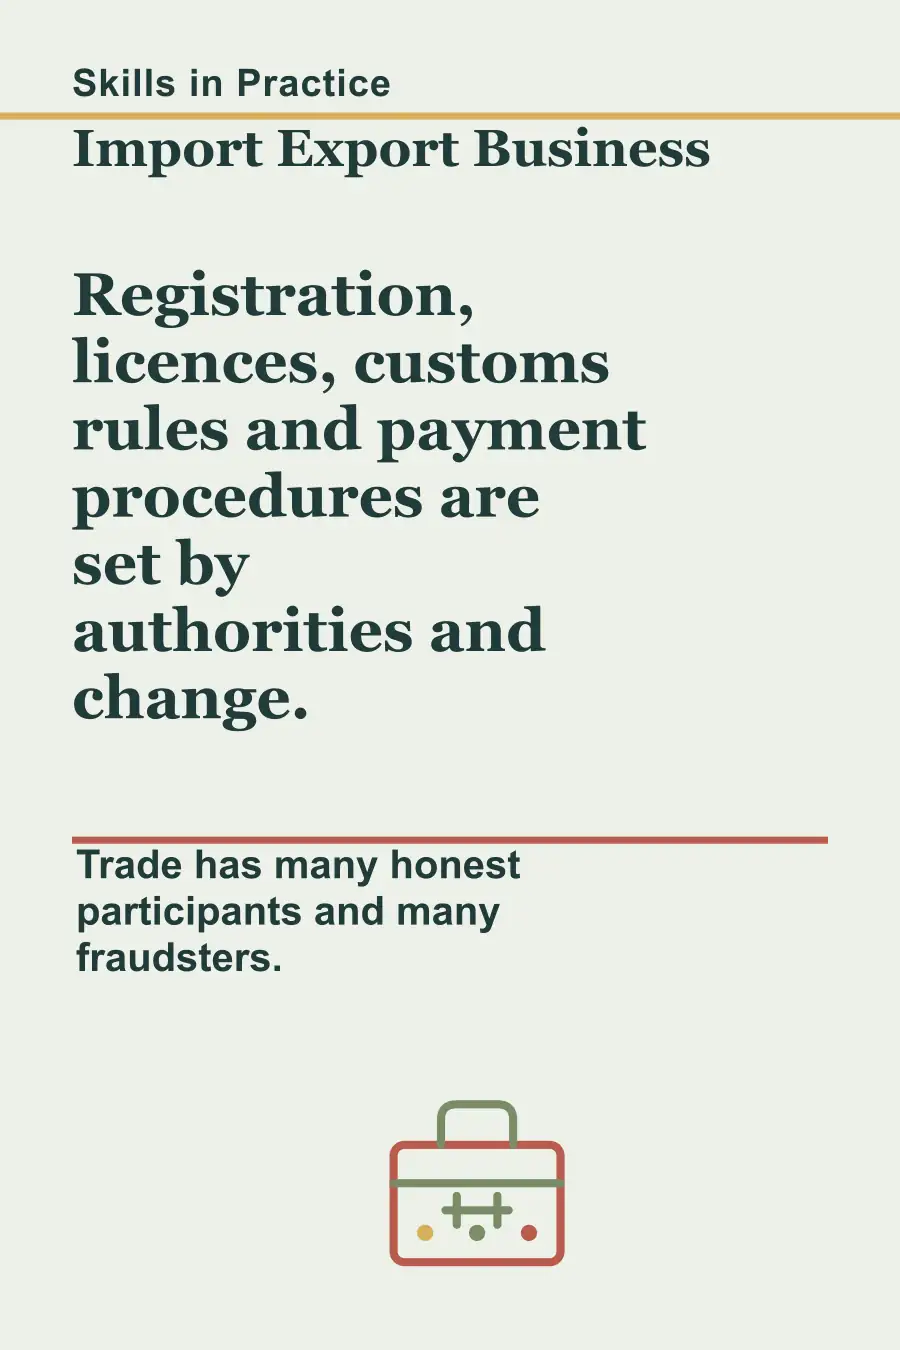 Skills in Practice
Import Export Business
Registration,
licences, customs
rules and payment
procedures are
set by
authorities and
change.
Trade has many honest
participants and many
fraudsters.